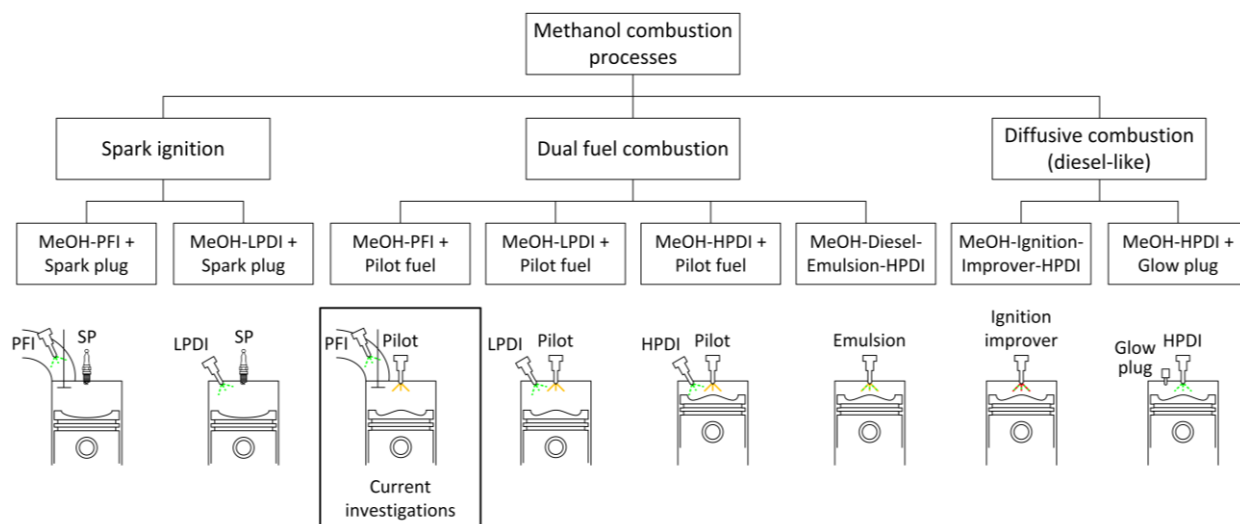 Methanol combustion
processes
Spark ignition
Dual fuel combustion
Diffusive combustion
(diesel-like)
MeOH-PFI +
Spark plug
MeOH-LPDI +
Spark plug
MeOH-PFI +
Pilot fuel
MeOH-LPDI +
Pilot fuel
MeOH-HPDI +
Pilot fuel
MeOH-Diesel-
Emulsion-HPDI
MeOH-Ignition-
Improver-HPDI
MeOH-HPDI +
Glow plug
PFI
SP
LPDI
SP
PFI
Pilot
Current
investigations
LPDI
Pilot
HPDI
Pilot
Emulsion
Ignition
improver
Glow
plug
HPDI